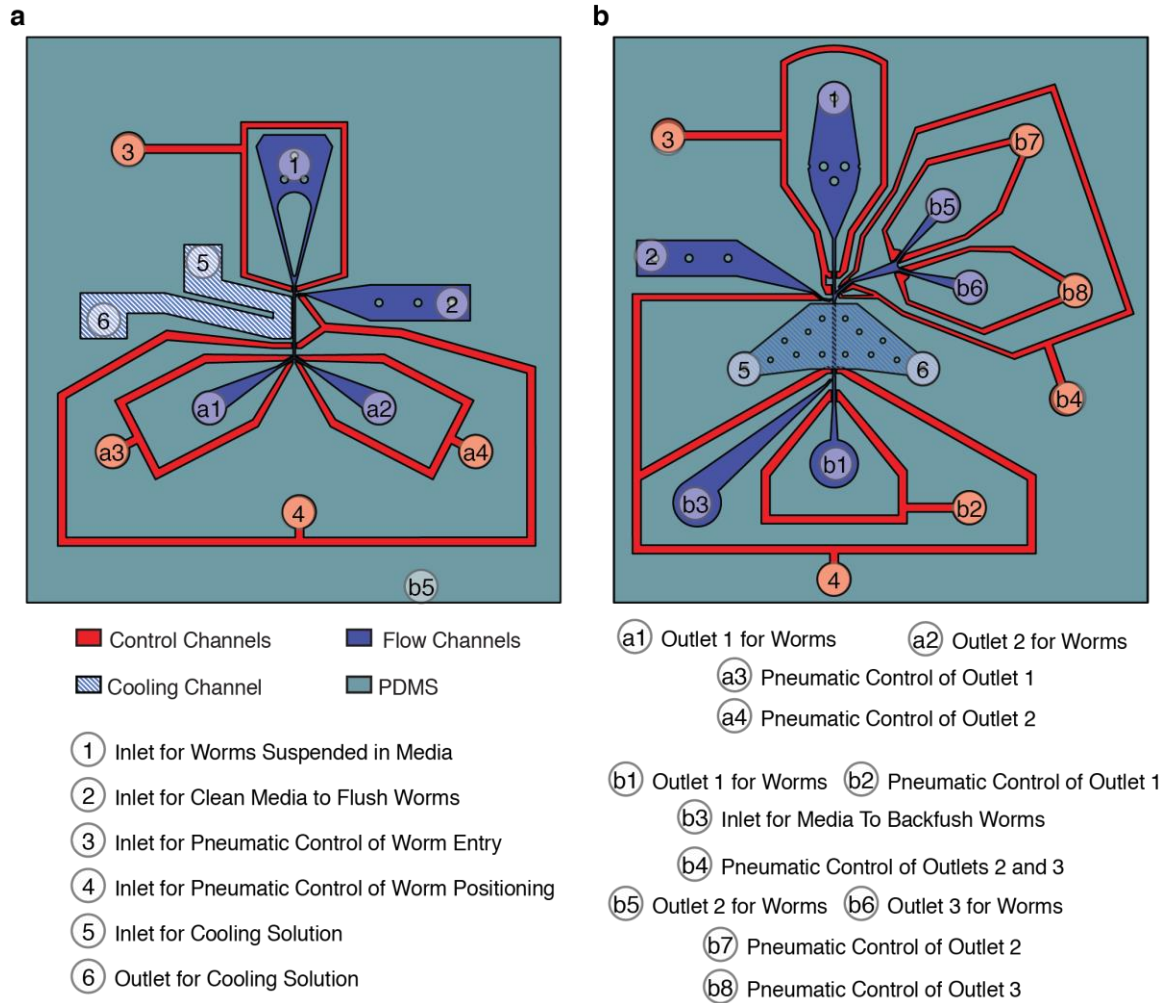 a
b
1
3
2
5
6
a1
a2
a3
a4
4
b5
1
3
b7
b5
2
b6
b8
5
6
b4
b1
b3
b2
4
Control Channels
Flow Channels
Cooling Channel
PDMS
1 Inlet for Worms Suspended in Media
2 Inlet for Clean Media to Flush Worms
3 Inlet for Pneumatic Control of Worm Entry
4 Inlet for Pneumatic Control of Worm Positioning
5 Inlet for Cooling Solution
6 Outlet for Cooling Solution
a1 Outlet 1 for Worms
a2 Outlet 2 for Worms
a3 Pneumatic Control of Outlet 1
a4 Pneumatic Control of Outlet 2
b1 Outlet 1 for Worms
b2 Pneumatic Control of Outlet 1
b3 Inlet for Media To Backfush Worms
b4 Pneumatic Control of Outlets 2 and 3
b5 Outlet 2 for Worms
b6 Outlet 3 for Worms
b7 Pneumatic Control of Outlet 2
b8 Pneumatic Control of Outlet 3